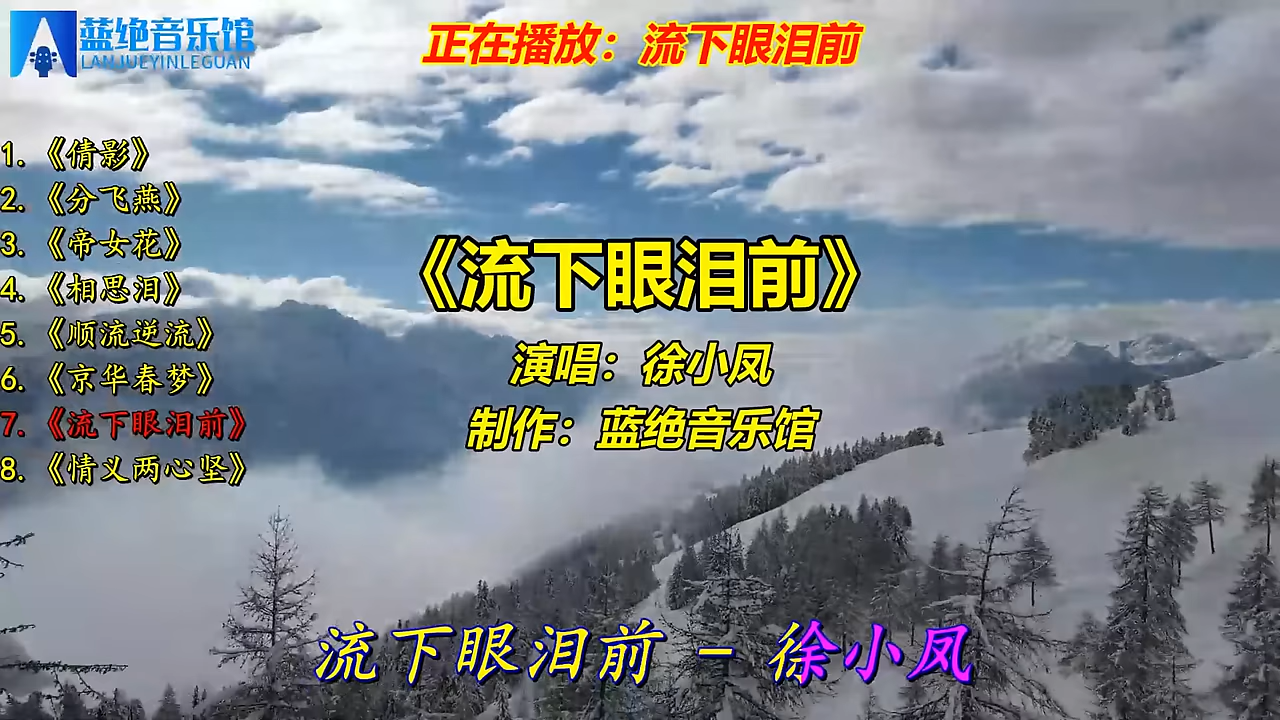 蓝绝音乐馆
LANJUEYINLEGUAN
正在播放：流下眼泪前
1.《倩影》
2.《分飞燕》
3.《帝女花》
4.《相思泪》
5.《顺流逆流》
6.《京华春梦》
7.《流下眼泪前》
8.《情义两心坚》
《流下眼泪前》
演唱：徐小凤
制作：蓝绝音乐馆
流下眼泪前 - 徐小凤